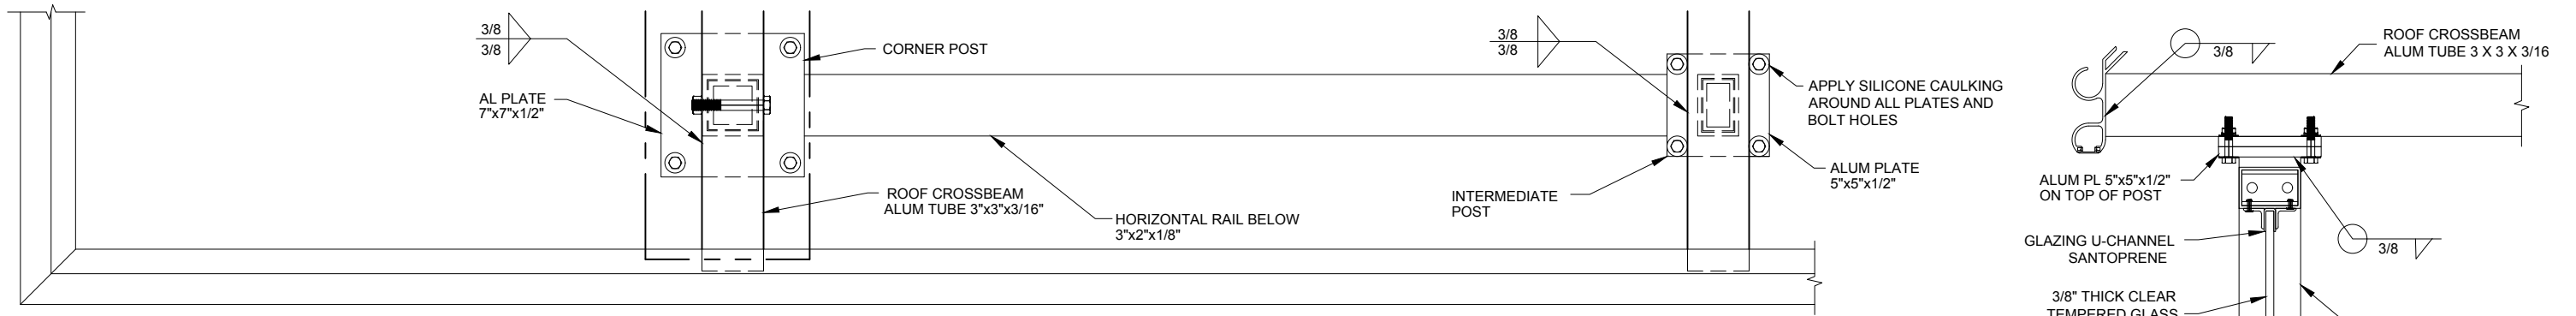 3/8
3/8
CORNER POST
AL PLATE
7"x7"x1/2"
ROOF CROSSBEAM
ALUM TUBE 3"x3"x3/16"
HORIZONTAL RAIL BELOW
3"x2"x1/8"
3/8
3/8
APPLY SILICONE CAULKING
AROUND ALL PLATES AND
BOLT HOLES
ALUM PLATE
5"x5"x1/2"
INTERMEDIATE
POST
3/8
ROOF CROSSBEAM
ALUM TUBE 3 X 3 X 3/16
ALUM PL 5"x5"x1/2"
ON TOP OF POST
GLAZING U-CHANNEL
SANTOPRENE
3/8
3/8" THICK CLEAR
TEMPERED GLASS